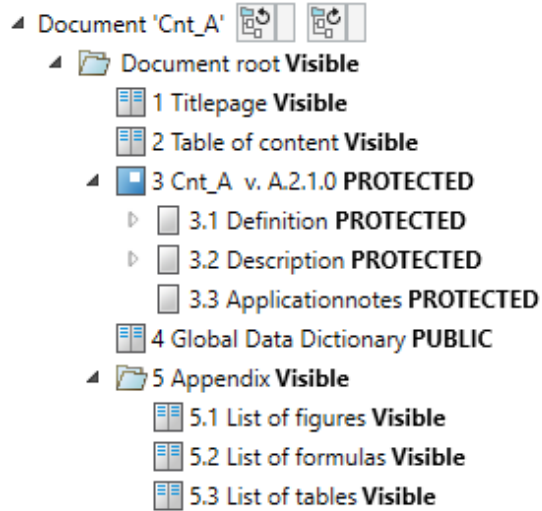 Document 'Cnt_A'
Document root Visible
1 Titlepage Visible
2 Table of content Visible
3 Cnt_A v. A.2.1.0 PROTECTED
3.1 Definition PROTECTED
3.2 Description PROTECTED
3.3 Applicationnotes PROTECTED
4 Global Data Dictionary PUBLIC
5 Appendix Visible
5.1 List of figures Visible
5.2 List of formulas Visible
5.3 List of tables Visible